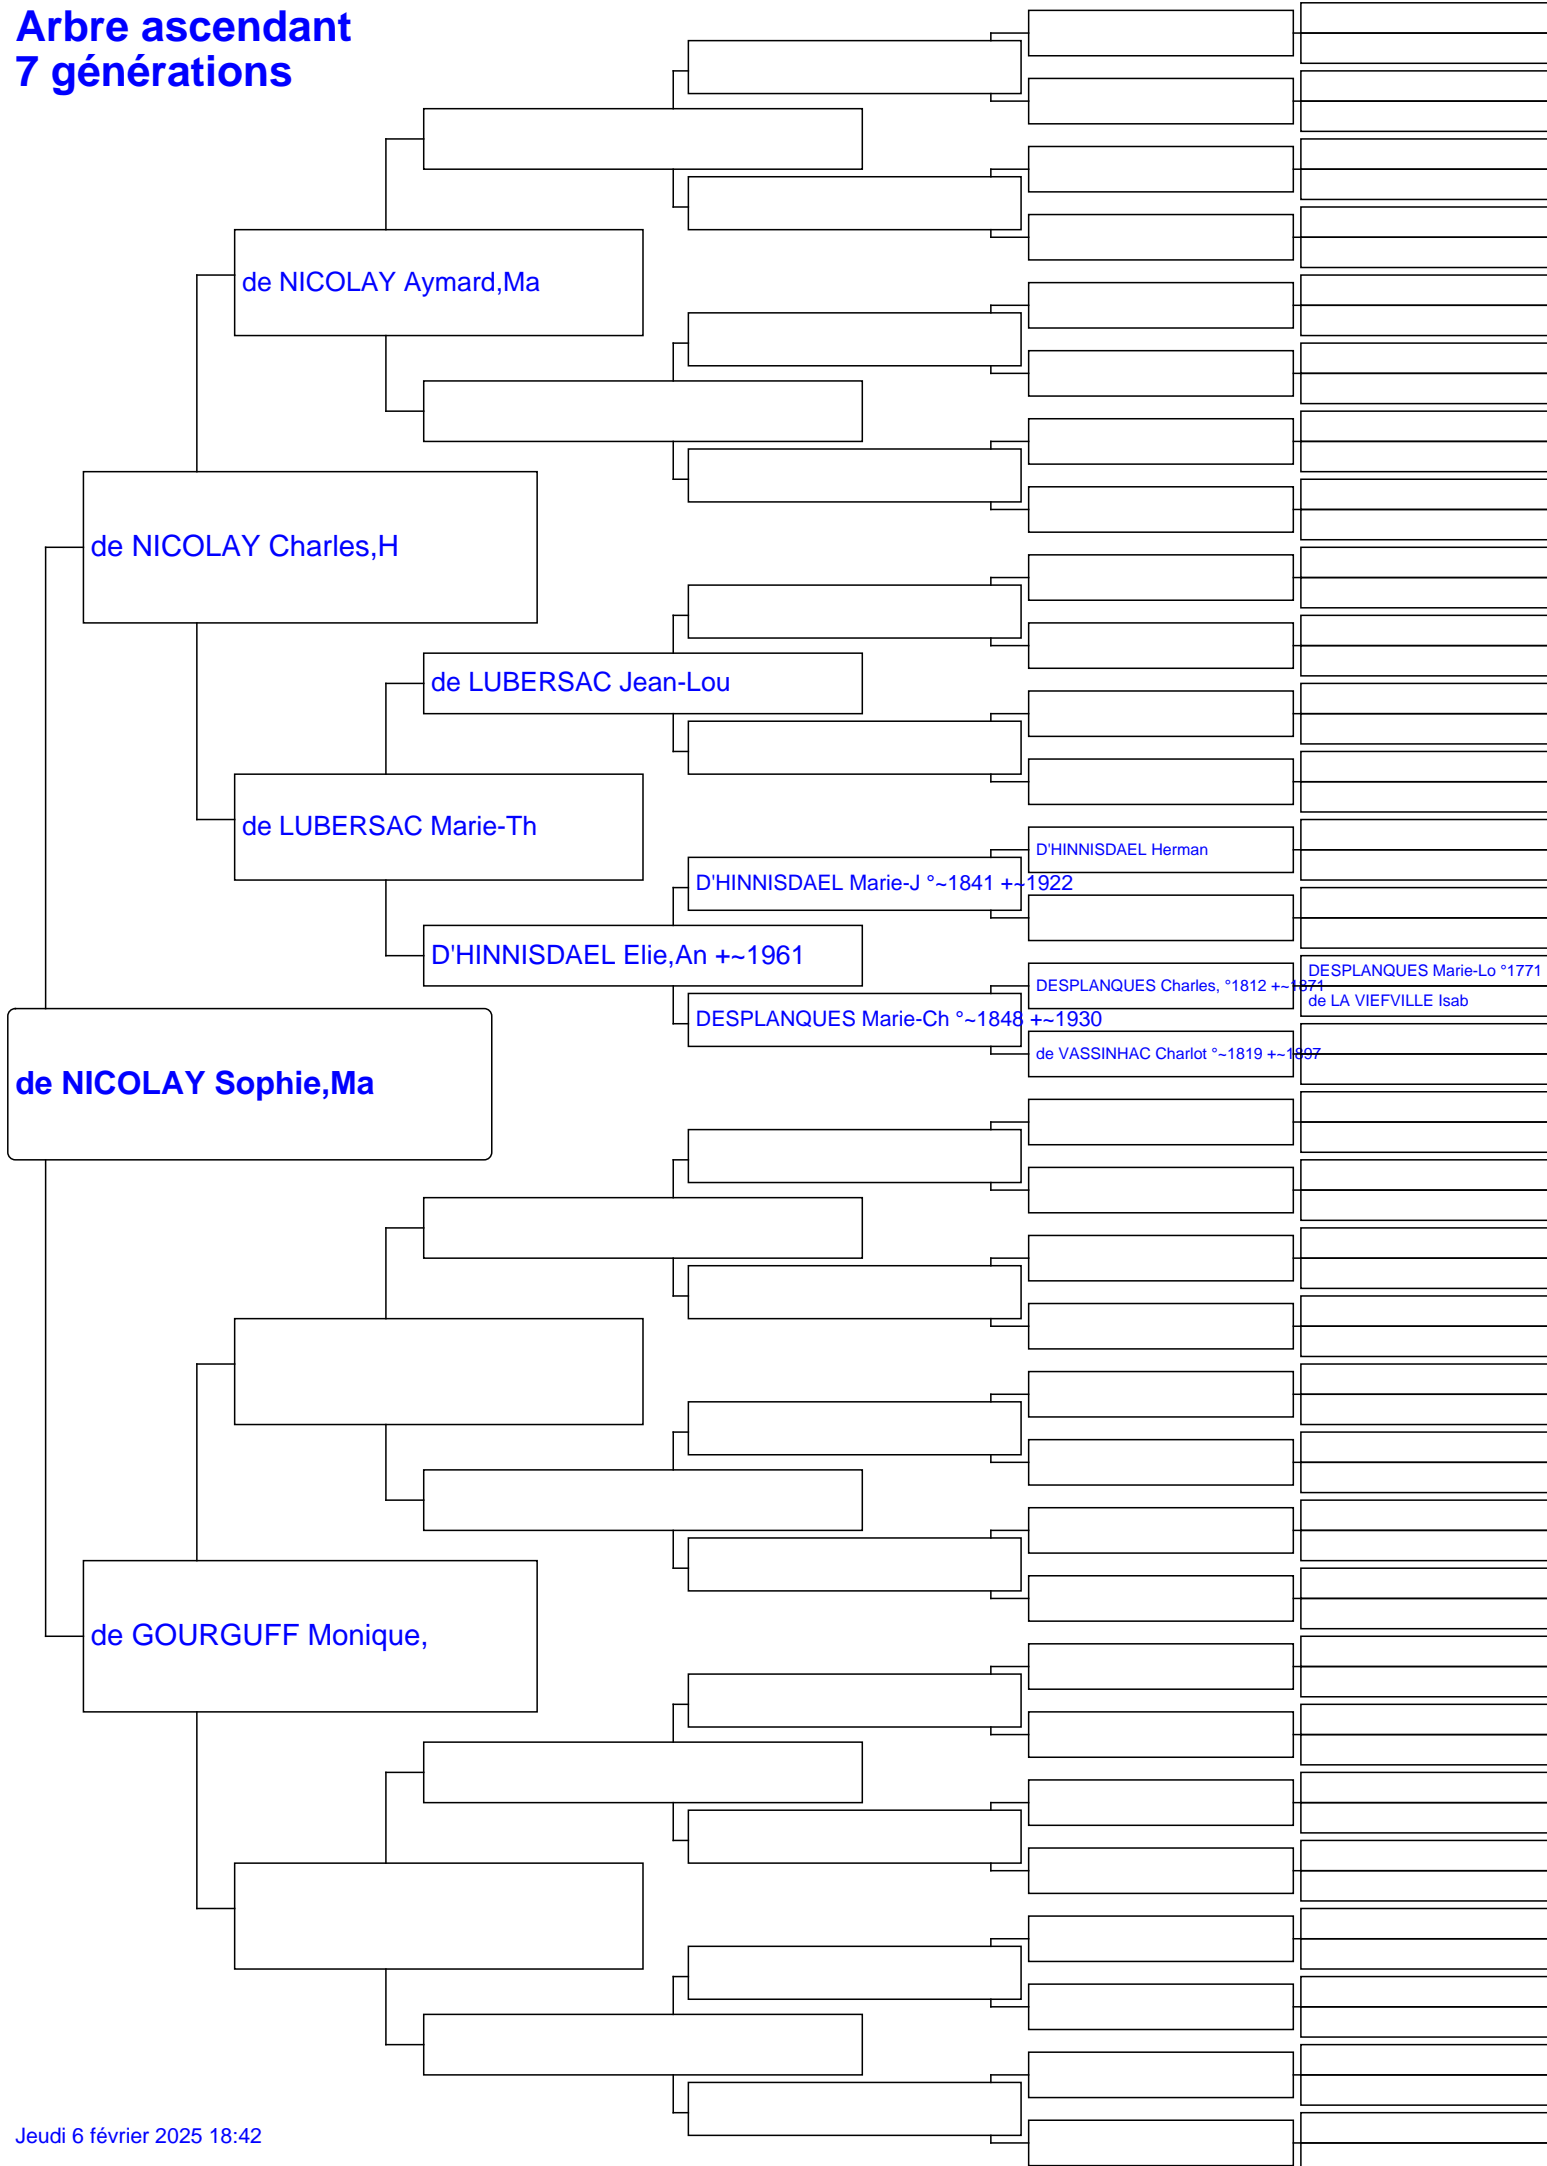 Arbre ascendant
7 générations
de NICOLAY Aymard,Ma
de NICOLAY Charles,H
de LUBERSAC Jean-Lou
de LUBERSAC Marie-Th
D'HINNISDAEL Herman
D'HINNISDAEL Marie-J °~1841 +~1922
D'HINNISDAEL Elie,An +~1961
DESPLANQUES Marie-Lo °1771
DESPLANQUES Charles, °1812 +~1871
de LA VIEFVILLE Isab
DESPLANQUES Marie-Ch °~1848 +~1930
de VASSINHAC Charlot °~1819 +~1897
de NICOLAY Sophie,Ma
de GOURGUFF Monique,
Jeudi 6 février 2025 18:42